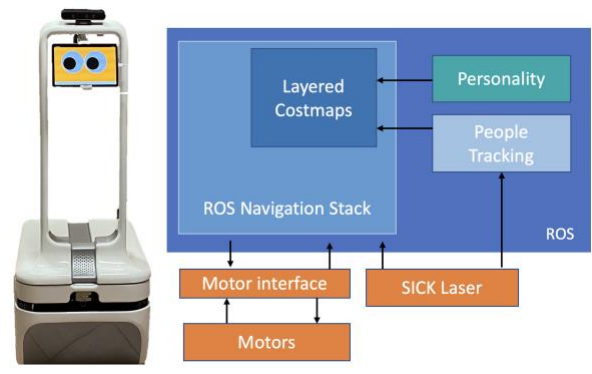 Layered
Costmaps
Personality
People
Tracking
ROS Navigation Stack
ROS
Motor interface
SICK Laser
Motors